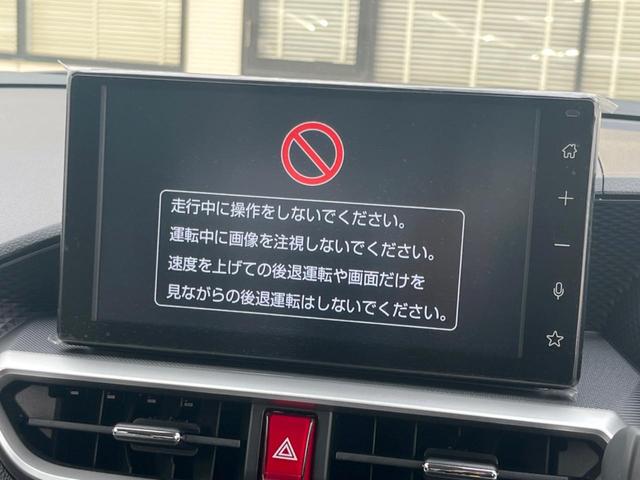 走行中に操作をしないでください。
運転中に画像を注視しないでください。
速度を上げての後退運転や画面だけを
見ながらの後退運転はしないでください。